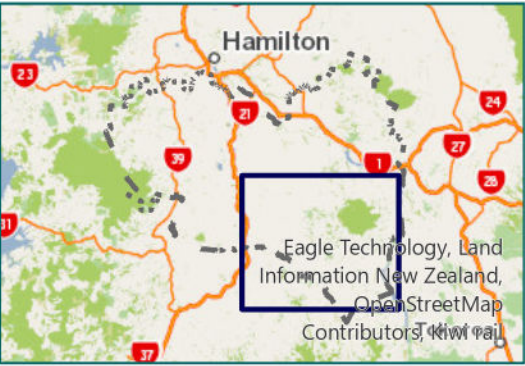 Hamilton
23
24
21
27
39
1
28
31
Eagle Technology, Land
Information New Zealand,
OpenStreetMap
Contributors, Kiwi rail
37